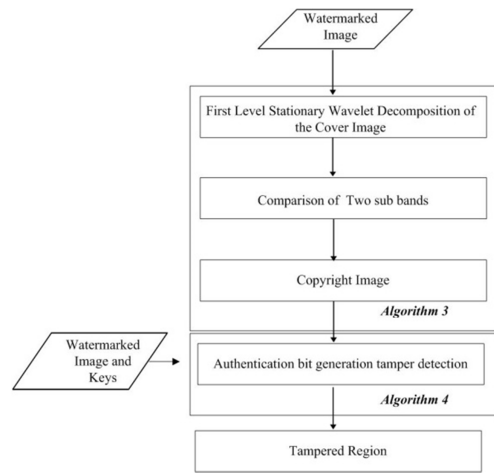 Watermarked
Image
First Level Stationary Wavelet Decomposition of
the Cover Image
Comparison of Two sub bands
Copyright Image
Algorithm 3
Watermarked
Image and
Keys
Authentication bit generation tamper detection
Algorithm 4
Tampered Region